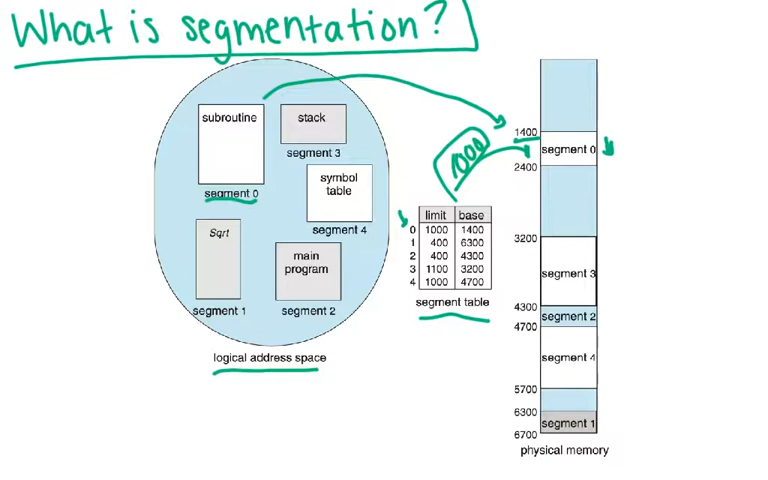 What is segmentation?
subroutine
segment 0
stack
segment 3
symbol
table
segment 4
Sqrt
segment 1
main
program
segment 2
logical address space
1000
limit base
0 1000 1400
1 400 6300
2 400 4300
3 1100 3200
4 1000 4700
segment table
1400
segment 0
2400
3200
segment 3
4300
segment 2
4700
segment 4
5700
6300
segment 1
6700
physical memory